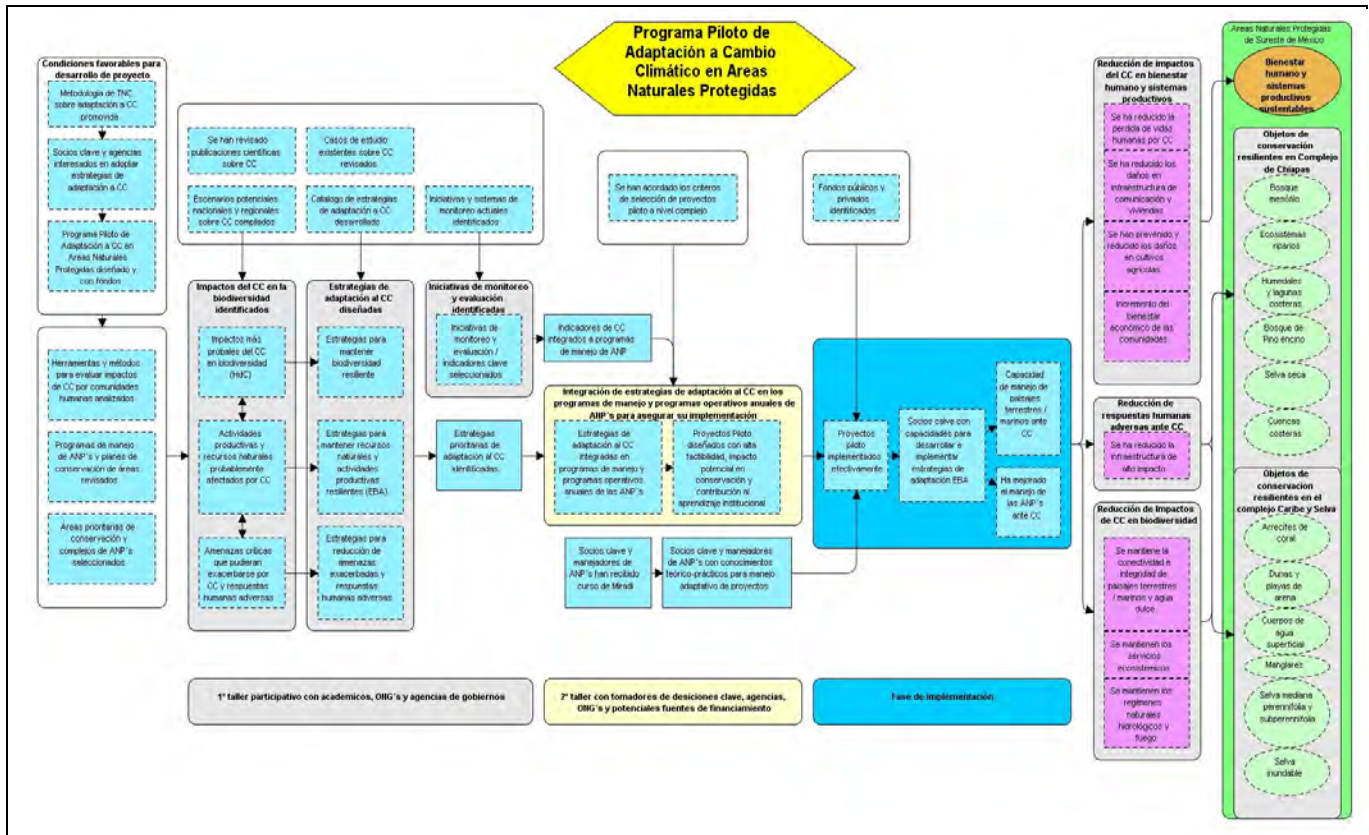 Programa Piloto de
Adaptación a Cambio
Climático en Areas
Naturales Protegidas
Condiciones favorables para
desarrollo de proyecto
Metodología de TNC
sobre adaptación a CC
promovida
Socios clave y agencias
interesados en adoptar
estrategias de
adaptación a CC
Programa Piloto de
Adaptación a CC en
Areas Naturales
Protegidas diseñado y
con fondos
Herramientas y métodos
para evaluar impactos
de CC por comunidades
humanas analizados
Programas de manejo
de ANP's y planes de
conservación de áreas
revisados
Areas prioritarias de
conservación y
complejos de ANP's
seleccionados
Se han revisado
publicaciones científicas
sobre CC
Casos de estudio
existentes sobre CC
revisados
Escenarios potenciales
nacionales y regionales
sobre CC compilados
Catalogo de estrategias
de adaptación a CC
desarrollado
Iniciativas y sistemas de
monitoreo actuales
identificados
Impactos del CC en la
biodiversidad
identificados
Impactos más
probales del CC
en biodiversidad
(HdC)
Actividades
productivas y
recursos naturales
probablemente
afectados por CC
Amenazas críticas
que pudieran
exacerbarse por
CC y respuestas
humanas adversas
Estrategias de
adaptación al CC
diseñadas
Estrategias para
mantener
biodiversidad
resiliente
Estrategias para
mantener recursos
naturales y
actividades
productivas
resilientes (EBA)
Estrategias para
reducción de
amenazas
exacerbadas y
respuestas
humanas adversas
Iniciativas de monitoreo
y evaluación
identificadas
Iniciativas de
monitoreo y
evaluación /
indicadores clave
seleccionados
Indicadores de CC
integrados a programas
de manejo de ANP
Estrategias
prioritarias de
adaptación al CC
identificadas.
Se han acordado los criteros
de selección de proyectos
piloto a nivel complejo
Fondos públicos y
privados
identificados
Integración de estrategias de adaptación al CC en los
programas de manejo y programas operativos anuales de
ANP's para asegurar su implementación
Estrategias de
adaptación al CC
integradas en
programas de manejo y
programas operativos
anuales de las ANP's
Proyectos Piloto
diseñados con alta
factibilidad, impacto
potencial en
conservación y
contribución al
aprendizaje institucional
Socios clave y
manejadores de
ANP's han recibido
curso de Miradi
Socios clave y manejadores
de ANP's con conocimientos
teórico-prácticos para manejo
adaptativo de proyectos
Proyectos
piloto
implementados
efectivamente
Socios calve con
capacidades para
desarrollar e
implementar
estrategias de
adaptación EBA
Capacidad
de manejo de
paisajes
terrestres /
marinos ante
CC
Ha mejorado
el manejo de
las ANP's
ante CC
Reducción de impactos
del CC en bienestar
humano y sistemas
productivos
Se ha reducido la
perdida de vidas
humanas por CC
Se ha reducido los
daños en
infraestructura de
comunicación y
viviendas
Se han prevenido y
reducido los daños
en cultivos
agrícolas
Incremento del
bienestar
económico de las
comunidades
Reducción de
respuestas humanas
adversas ante CC
Se ha reducido la
infraestructura de
alto impacto
Reducción de Impactos
de CC en biodiversidad
Se mantiene la
conectividad e
integridad de
paisajes terrestres
/ marinos y agua
dulce
Se mantienen los
servicios
ecosistemicos
Se mantienen los
regímenes
naturales
hidrológicos y
fuego
Areas Naturales Protegidas
de Sureste de México
Bienestar
humano y
sistemas
productivos
sustentables
Objetos de
conservación
resilientes en Complejo
de Chiapas
Bosque
mesófilo
Ecosistemas
riparios
Humedales
y lagunas
costeras
Bosque de
Pino encino
Selva seca
Cuencas
costeras
Objetos de
conservacion
resilientes en el
complejo Caribe y Selva
Arrecifes de
coral
Dunas y
playas de
arena
Cuerpos de
agua
superficial
Manglares
Selva mediana
perennifolia y
subperennifolia
Selva
inundable
1° taller participativo con academicos, ONG's y agencias de gobiernos
2° taller con tomadores de desiciones clave, agencias,
ONG's y potenciales fuentes de financiamiento
Fase de implementación